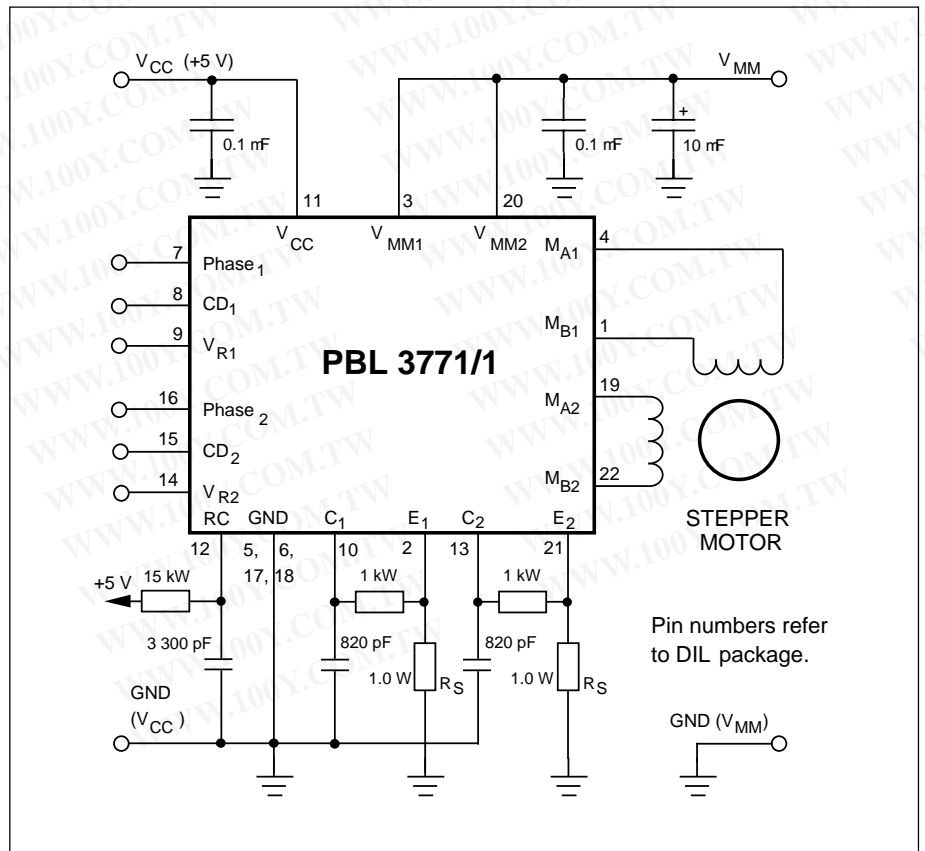 V CC (+5 V)
V MM
0.1 mF
0.1 mF
+
10 mF
11
3
20
V CC
V MM1
V MM2
7
Phase 1
8
CD 1
9
V R1
16
Phase 2
15
CD 2
14
V R2
PBL 3771/1
M A1
4
M B1
1
M A2
19
M B2
22
STEPPER
MOTOR
RC
GND
C 1
E 1
C 2
E 2
12
5, 6,
17, 18
10
2
13
21
+5 V
15 kW
1 kW
1 kW
3 300 pF
820 pF
1.0 W
R S
820 pF
1.0 W
R S
Pin numbers refer
to DIL package.
GND
(V CC )
GND (V MM)
WWW.100Y.COM.TW